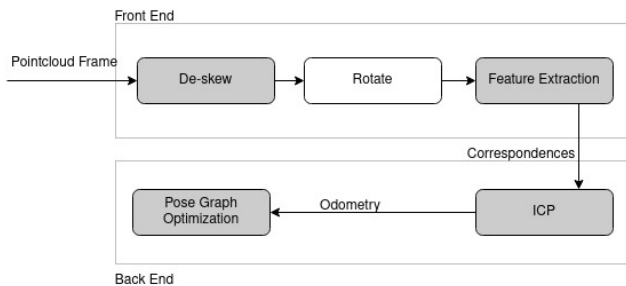 Front End
Pointcloud Frame
De-skew
Rotate
Feature Extraction
Correspondences
Pose Graph
Optimization
Odometry
ICP
Back End